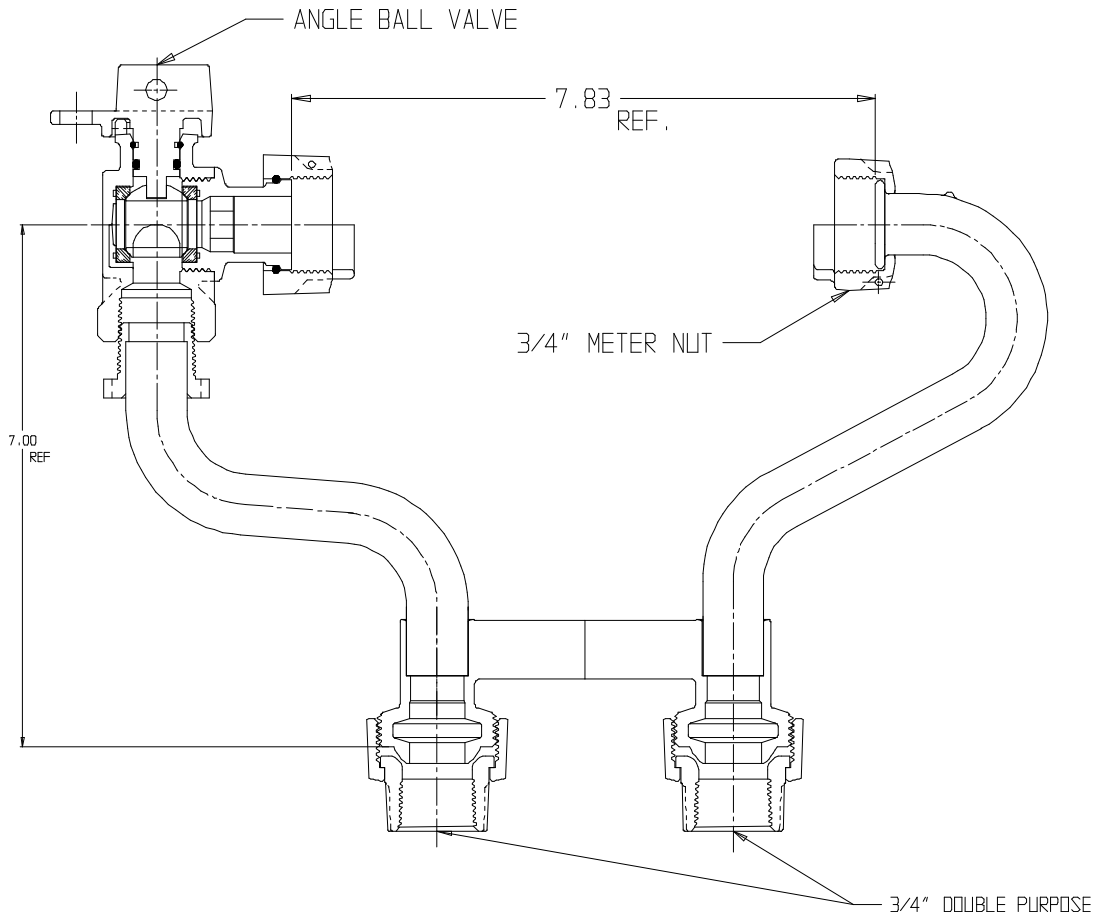 ANGLE BALL VALVE
7.83
REF.
3/4" METER NUT
7.00
REF
3/4" DOUBLE PURPOSE